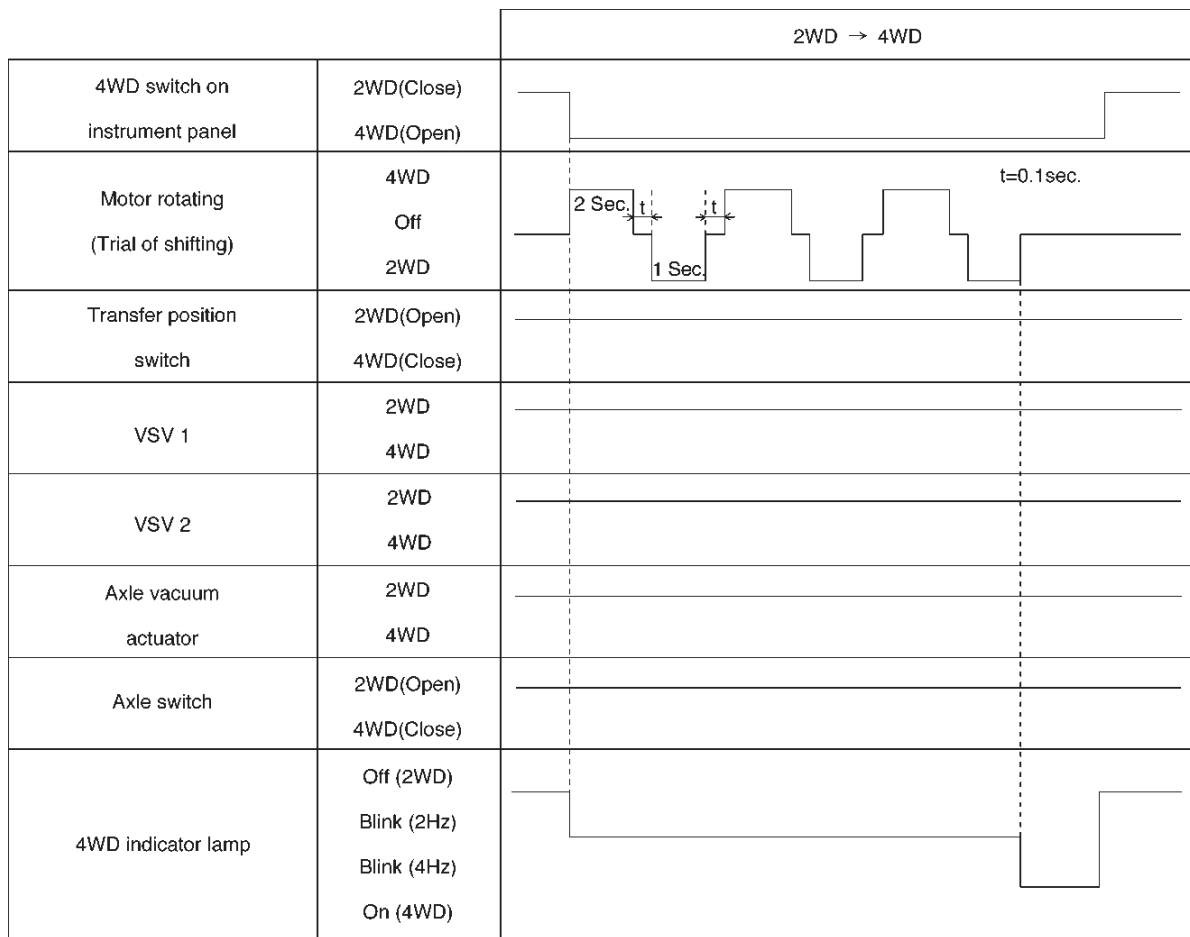 2WD → 4WD
4WD switch on
instrument panel
2WD(Close)
4WD(Open)
Motor rotating
(Trial of shifting)
4WD
Off
2WD
2 Sec.
t
t
1 Sec.
t=0.1sec.
Transfer position
switch
2WD(Open)
4WD(Close)
VSV 1
2WD
4WD
VSV 2
2WD
4WD
Axle vacuum
actuator
2WD
4WD
Axle switch
2WD(Open)
4WD(Close)
4WD indicator lamp
Off (2WD)
Blink (2Hz)
Blink (4Hz)
On (4WD)